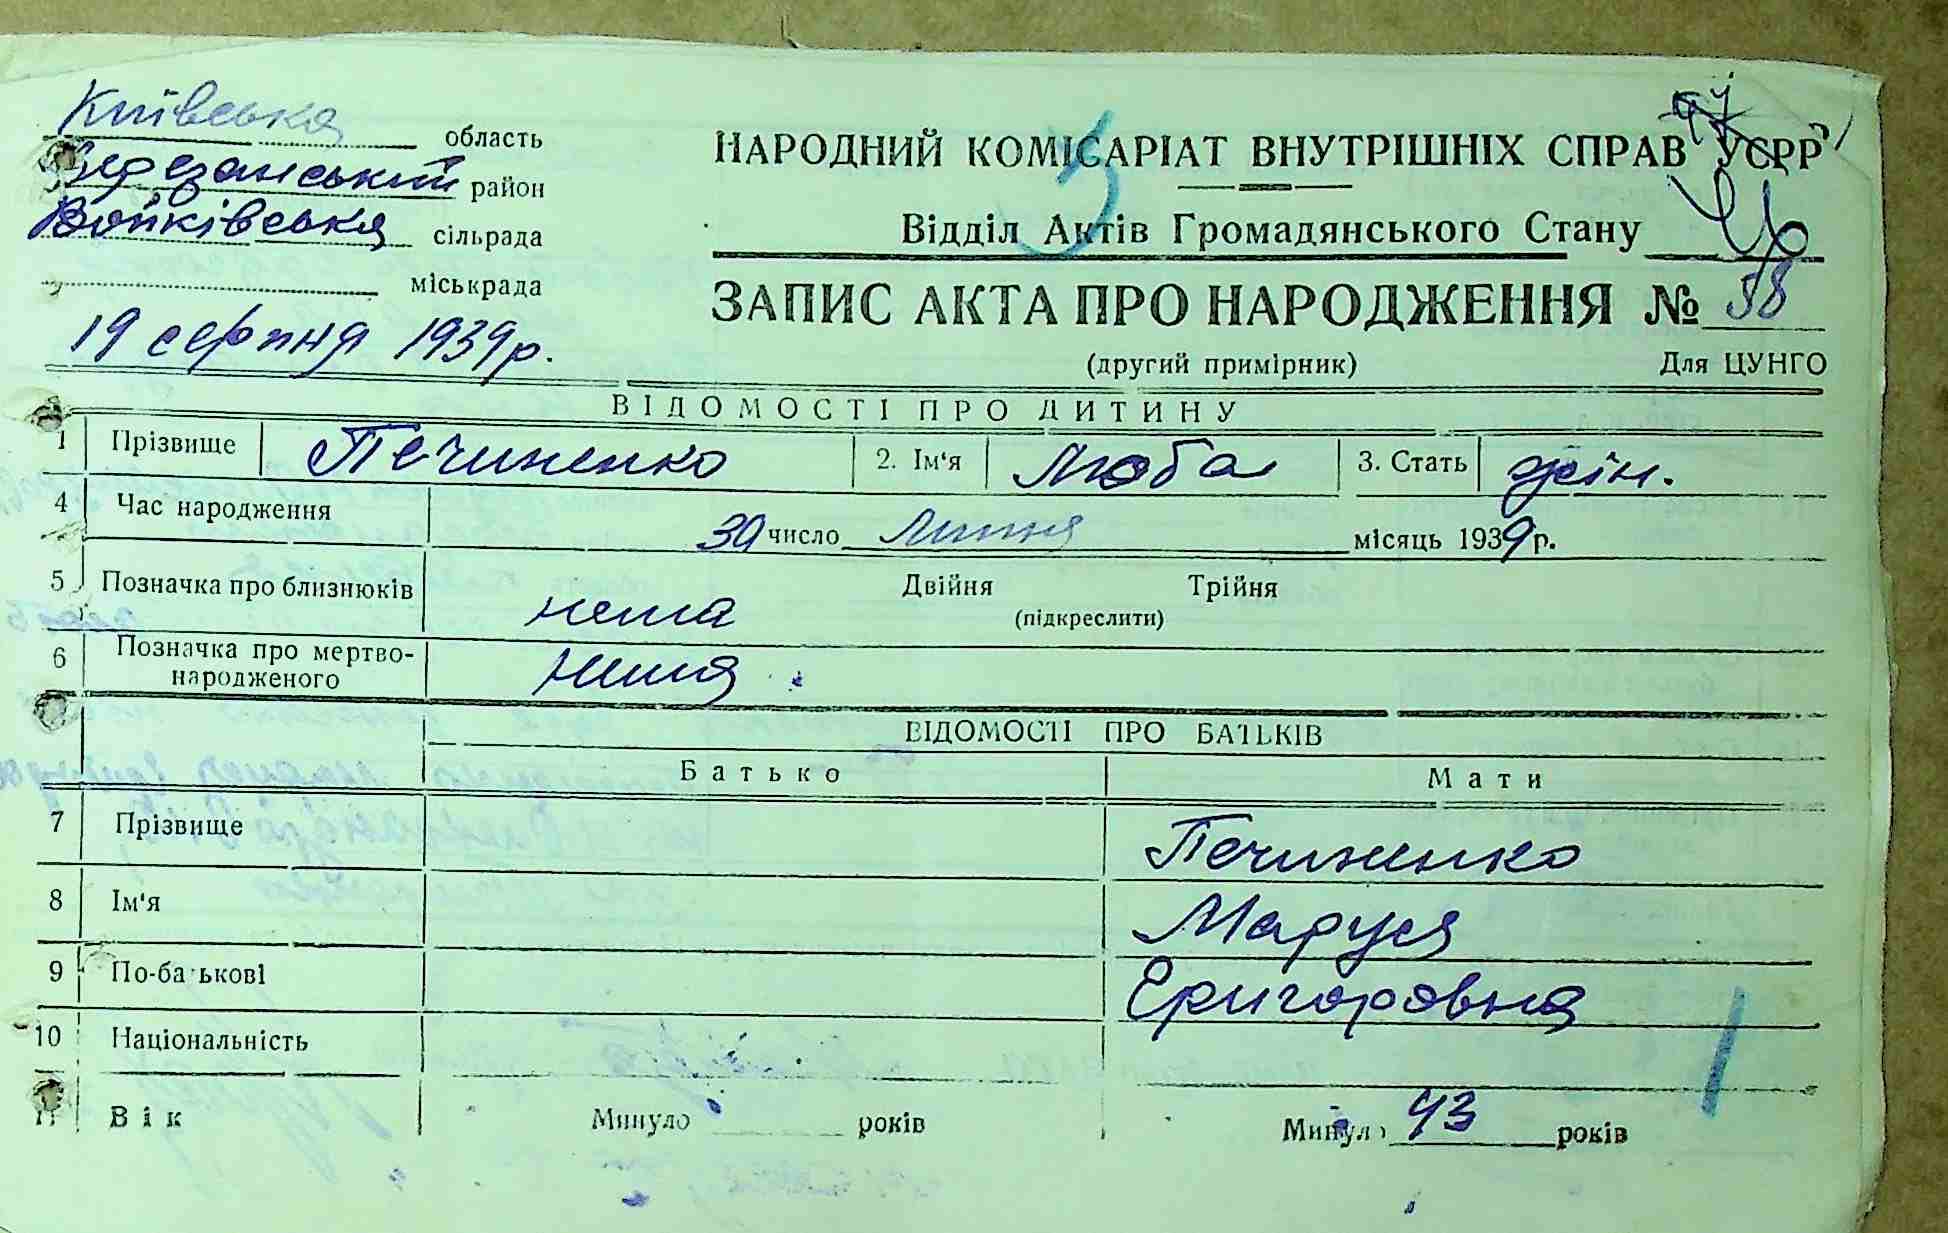 Київська область
Березанський район
Войківська сільрада
міськрада
19 серпня 1939 р.
НАРОДНИЙ КОМІСАРІАТ ВНУТРІШНІХ СПРАВ УСРР
Відділ Актів Громадянського Стану
ЗАПИС АКТА ПРО НАРОДЖЕННЯ № 58
(другий примірник) Для ЦУНГО
ВІДОМОСТІ ПРО ДИТИНУ
1 Прізвище Печиненко 2. Ім'я Люба 3. Стать жін.
4 Час народження 30 число Липня місяць 1939 р.
5 Позначка про близнюків нема Двійня Трійня
(підкреслити)
6 Позначка про мертво-
народженого нема
ВІДОМОСТІ ПРО БАТЬКІВ
Батько Мати
7 Прізвище Печиненко
8 Ім'я Маруся
9 По-батькові Григоровна
10 Національність
11 Вік Минуло років Минуло 43 років